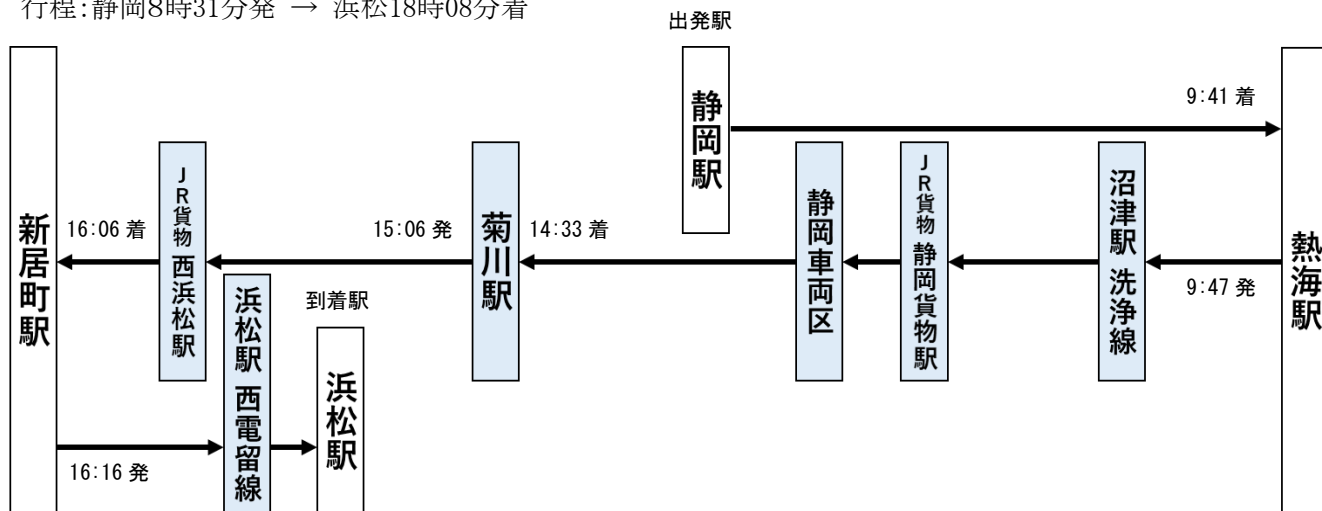 行程:静岡8時31分発 → 浜松18時08分着
出発駅
静岡駅
9:41 着
熱海駅
9:47 発
沼津駅 洗浄線
JR貨物 静岡貨物駅
静岡車両区
14:33 着
菊川駅
15:06 発
JR貨物 西浜松駅
16:06 着
新居町駅
16:16 発
浜松駅 西電留線
到着駅
浜松駅